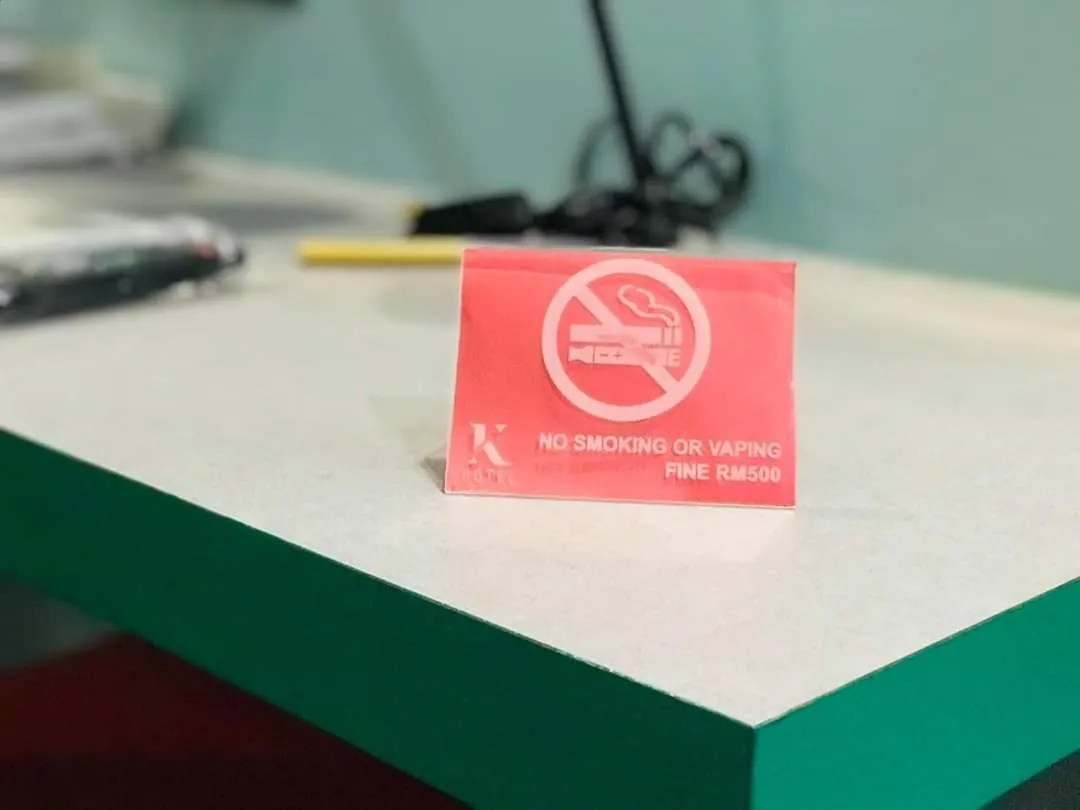 NO SMOKING OR VAPING
FINE RM500
K
HOTEL